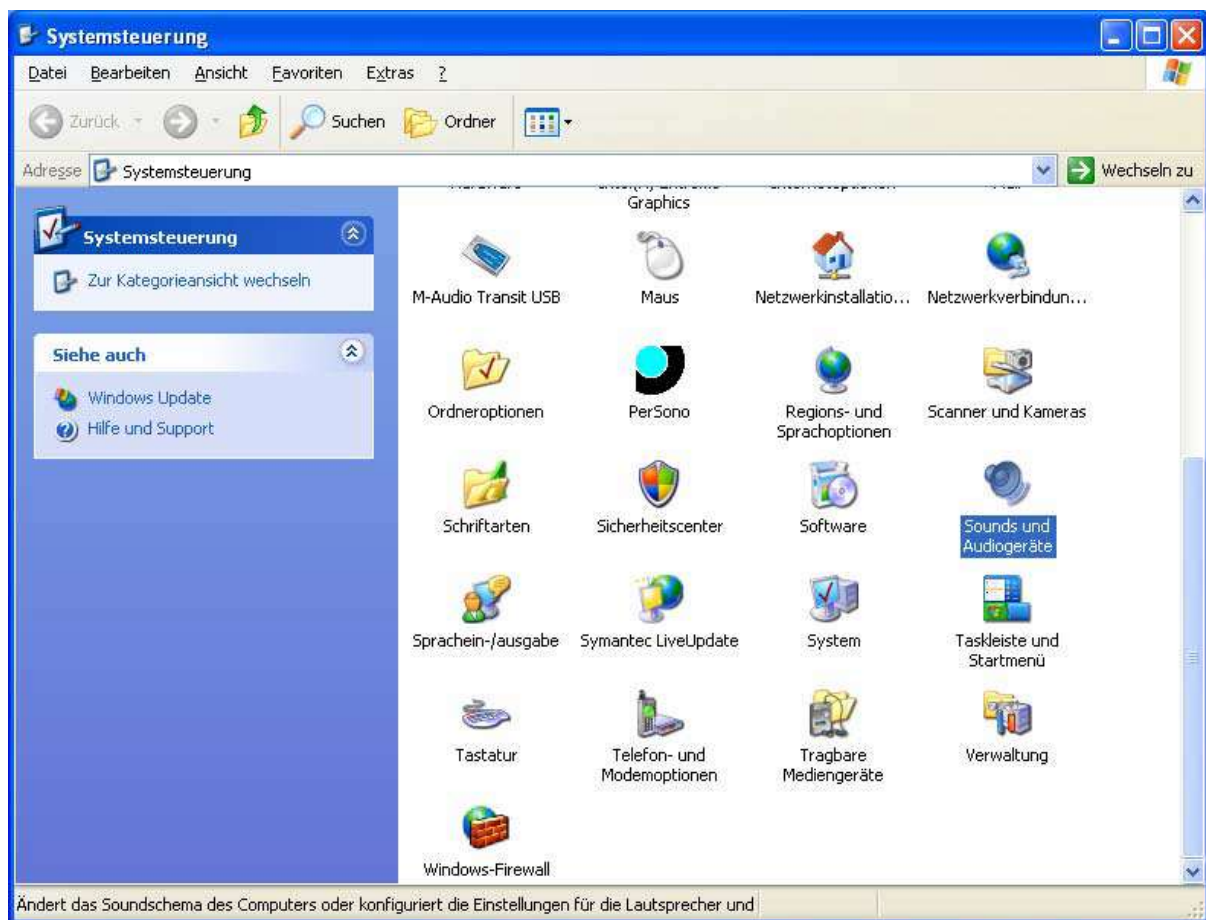 Systemsteuerung
Datei Bearbeiten Ansicht Favoriten Extras ?
Zurück Suchen Ordner
Adresse Systemsteuerung Wechseln zu
Systemsteuerung
Zur Kategorieansicht wechseln
Siehe auch
Windows Update
Hilfe und Support
Graphics
M-Audio Transit USB
Maus
Netzwerkinstallatio...
Netzwerkverbindun...
Ordneroptionen
PerSono
Regions- und
Sprachoptionen
Scanner und Kameras
Schriftarten
Sicherheitscenter
Software
Sounds und
Audiogeräte
Sprachein-/ausgabe
Symantec LiveUpdate
System
Taskleiste und
Startmenü
Tastatur
Telefon- und
Modemoptionen
Tragbare
Mediengeräte
Verwaltung
Windows-Firewall
Ändert das Soundschema des Computers oder konfiguriert die Einstellungen für die Lautsprecher und